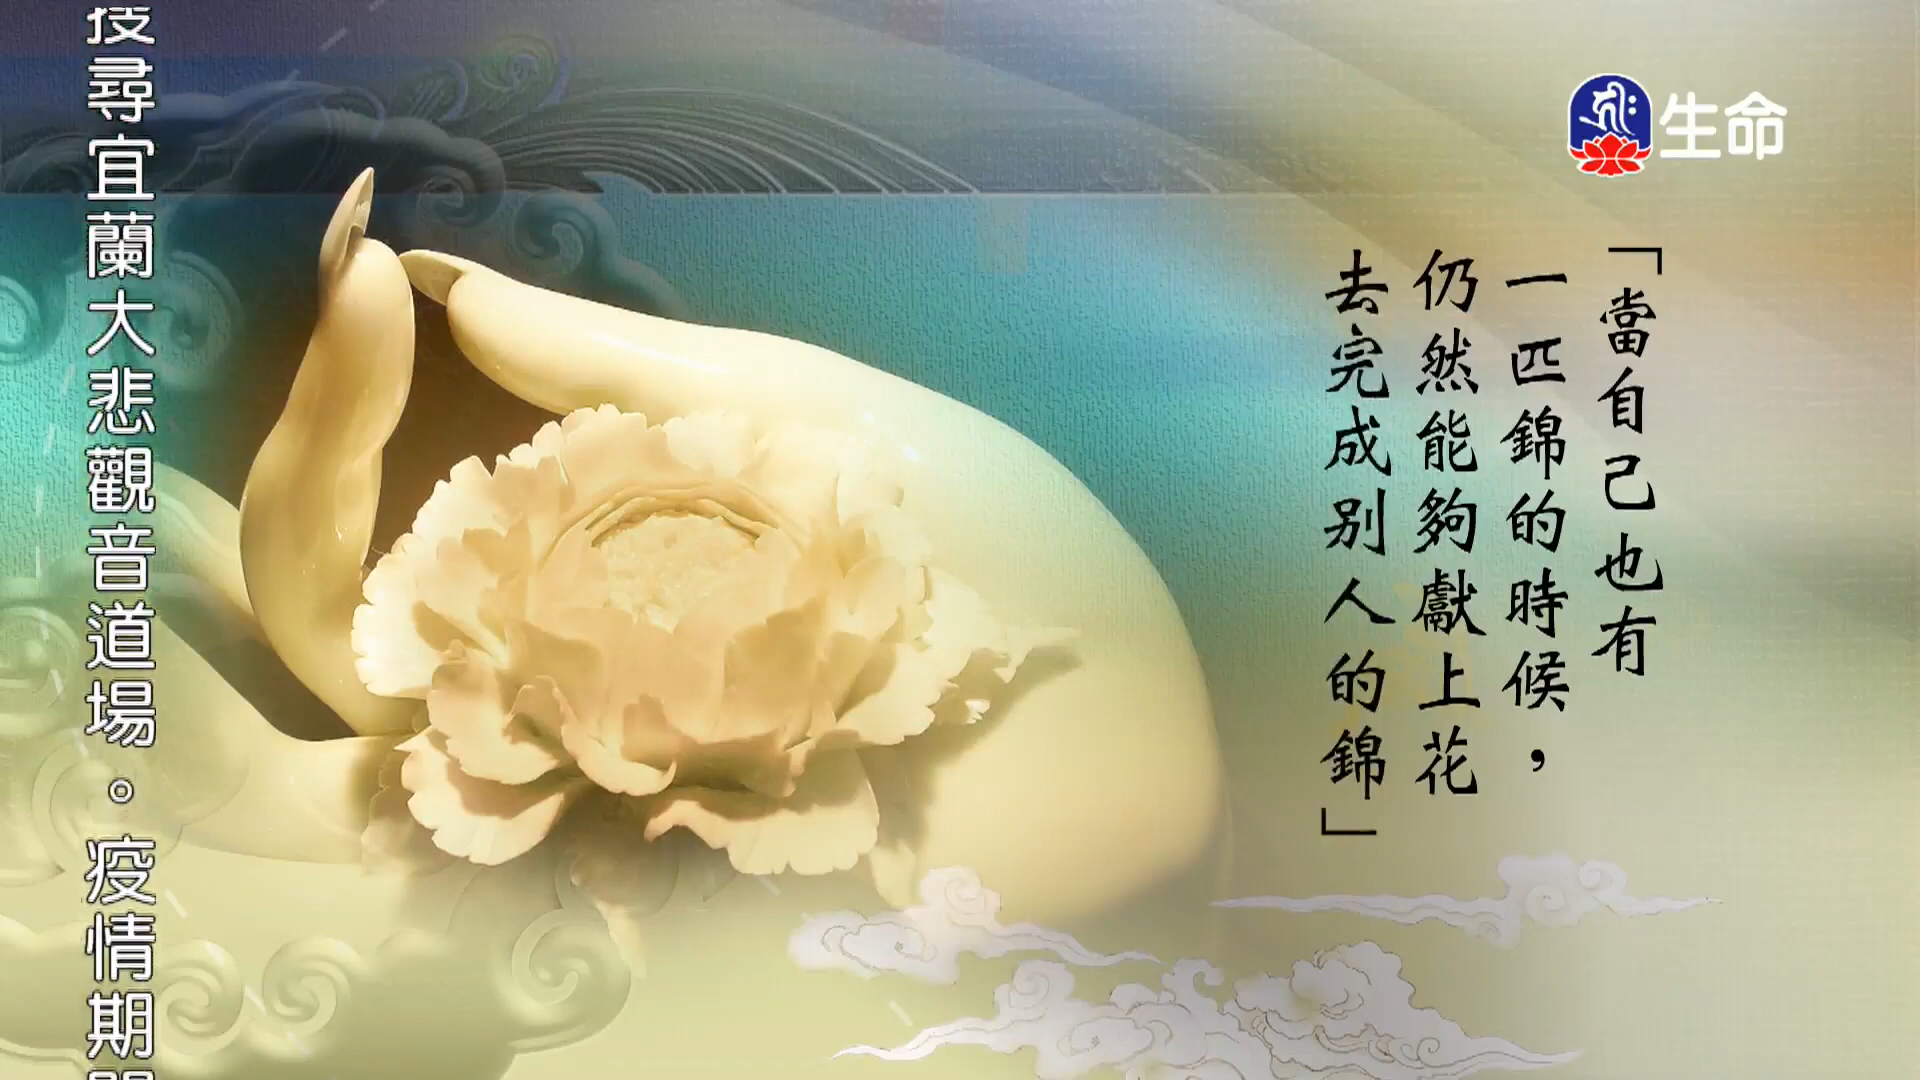 生命
「當自己也有
一匹錦的時候，
仍然能夠獻上花
去完成別人的錦」
搜尋宜蘭大悲觀音道場。疫情期間